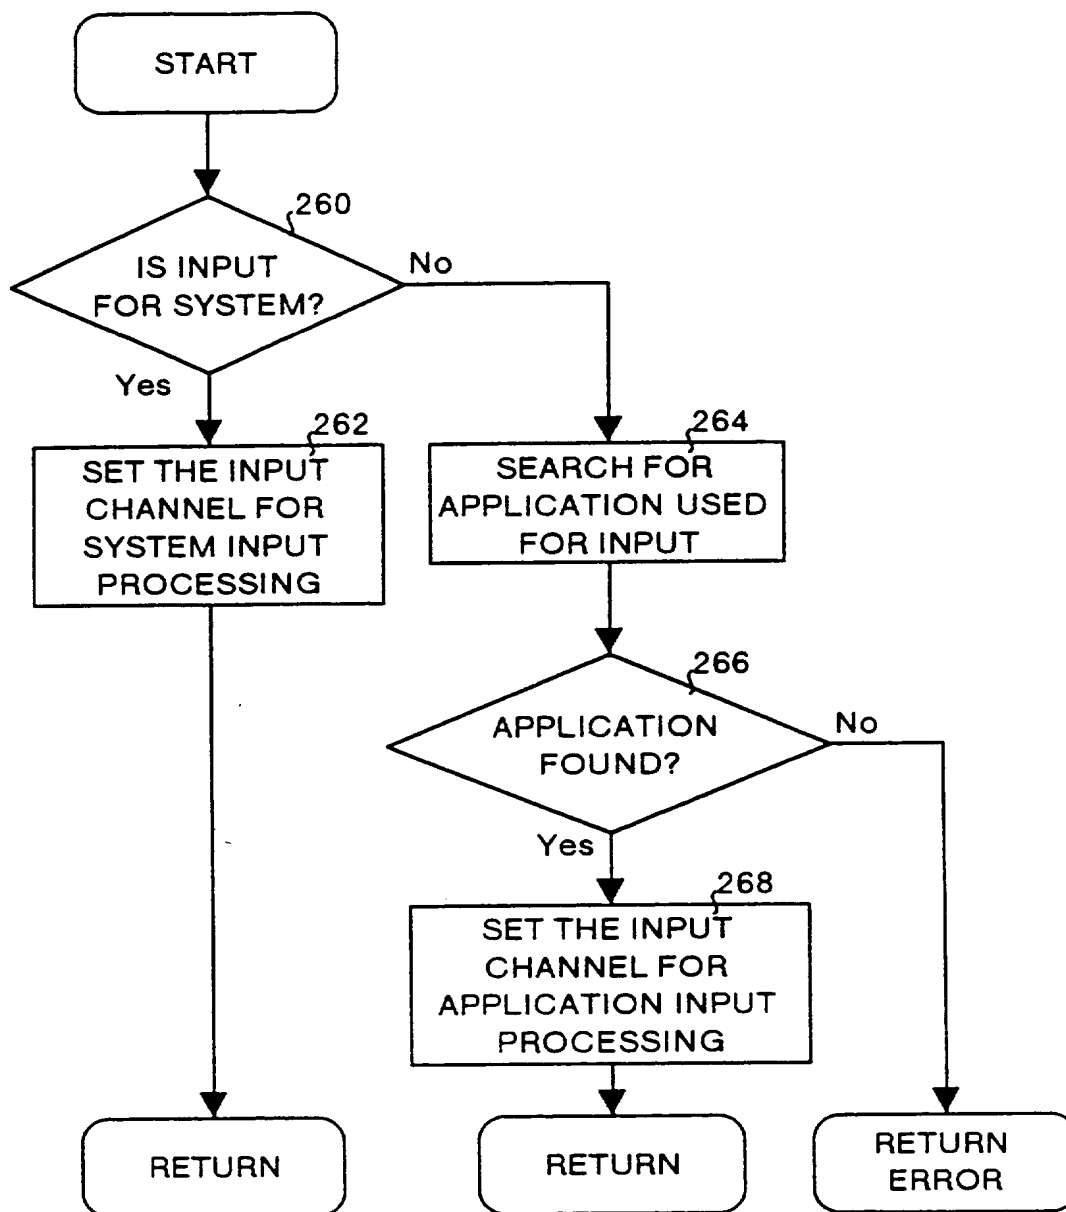 START
260
IS INPUT
FOR SYSTEM?
No
Yes
262
SET THE INPUT
CHANNEL FOR
SYSTEM INPUT
PROCESSING
264
SEARCH FOR
APPLICATION USED
FOR INPUT
266
APPLICATION
FOUND?
No
Yes
268
SET THE INPUT
CHANNEL FOR
APPLICATION INPUT
PROCESSING
RETURN
RETURN
RETURN
ERROR